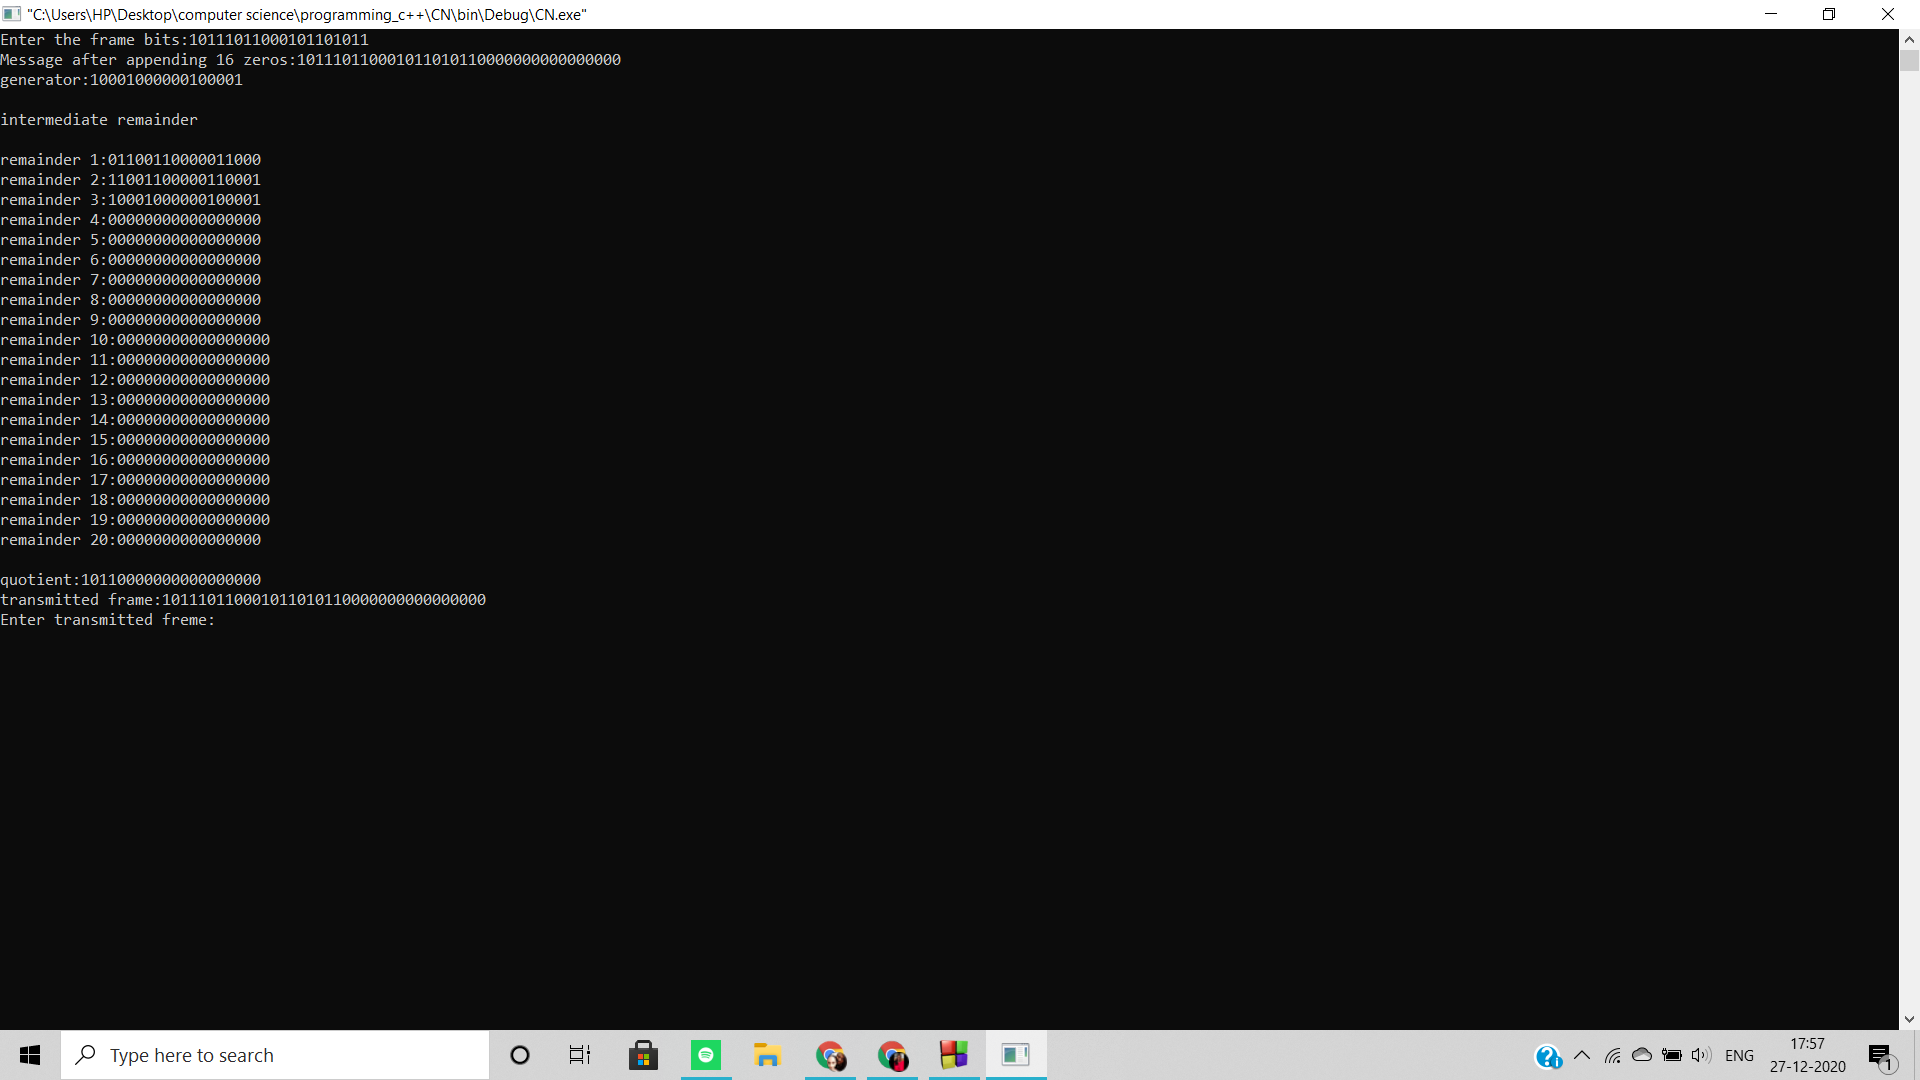 "C:\Users\HP\Desktop\computer science\programming_c++\CN\bin\Debug\CN.exe"
Enter the frame bits:10111011000101101011
Message after appending 16 zeros:101110110001011010110000000000000000
generator:10001000000100001
intermediate remainder
remainder 1:01100110000011000
remainder 2:11001100000110001
remainder 3:10001000000100001
remainder 4:00000000000000000
remainder 5:00000000000000000
remainder 6:00000000000000000
remainder 7:00000000000000000
remainder 8:00000000000000000
remainder 9:00000000000000000
remainder 10:00000000000000000
remainder 11:00000000000000000
remainder 12:00000000000000000
remainder 13:00000000000000000
remainder 14:00000000000000000
remainder 15:00000000000000000
remainder 16:00000000000000000
remainder 17:00000000000000000
remainder 18:00000000000000000
remainder 19:00000000000000000
remainder 20:0000000000000000
quotient:10110000000000000000
transmitted frame:101110110001011010110000000000000000
Enter transmitted freme:
Type here to search
ENG
17:57
27-12-2020
1